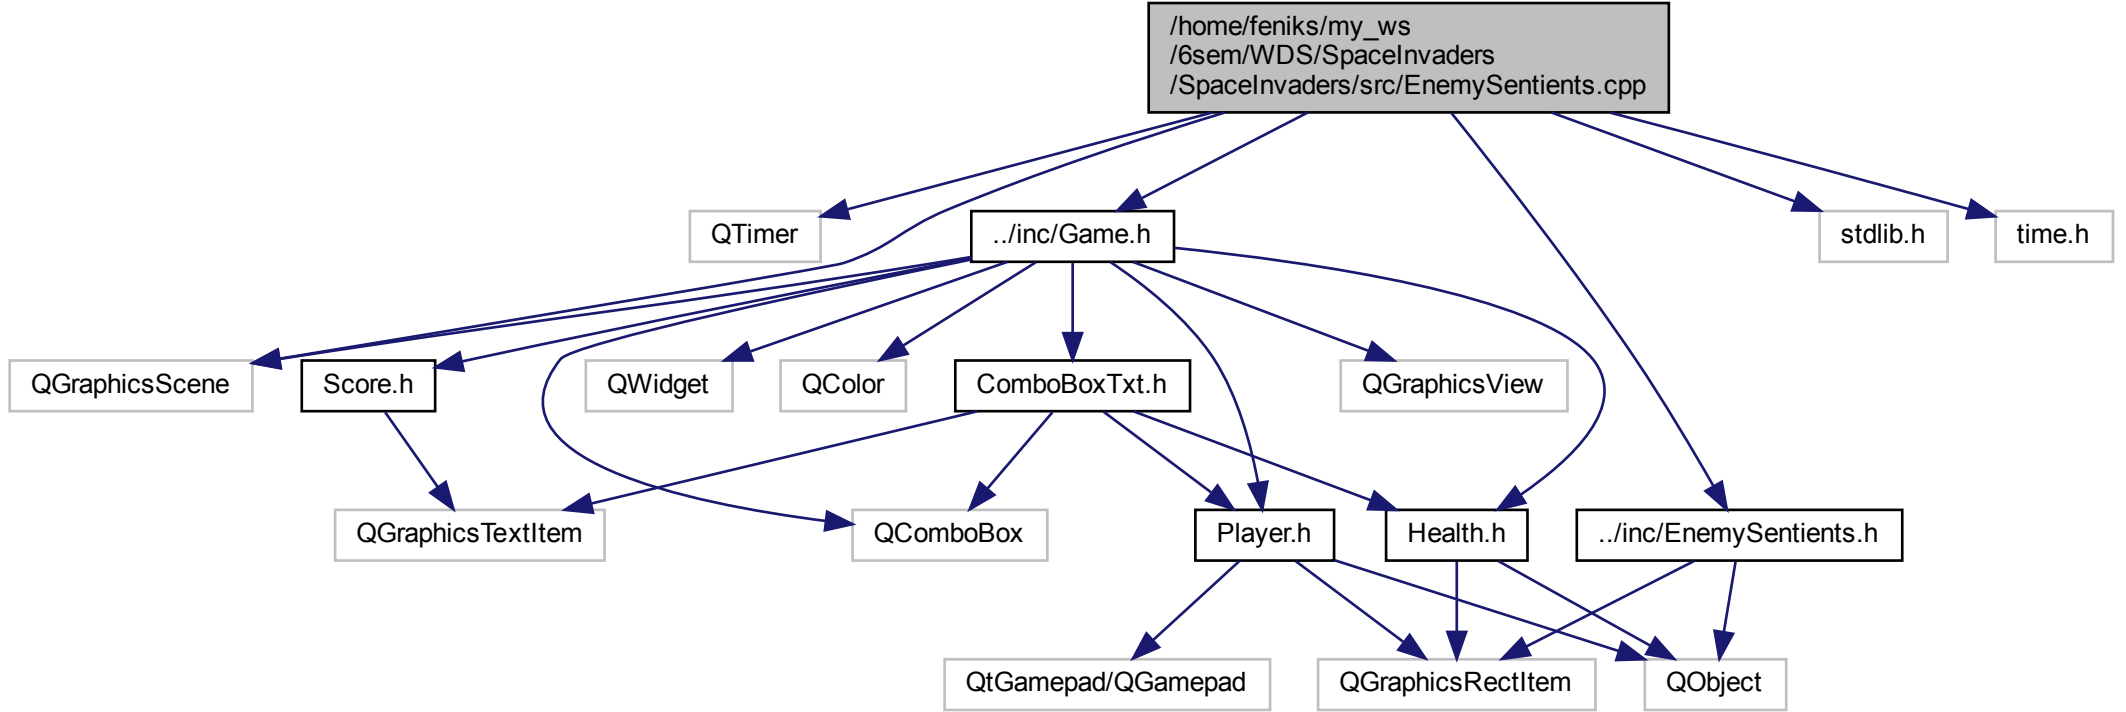 /home/feniks/my_ws
/6sem/WDS/SpaceInvaders
/SpaceInvaders/src/EnemySentients.cpp
QTimer
../inc/Game.h
stdlib.h
time.h
QGraphicsScene
Score.h
QWidget
QColor
ComboBoxTxt.h
QGraphicsView
QGraphicsTextItem
QComboBox
Player.h
Health.h
../inc/EnemySentients.h
QtGamepad/QGamepad
QGraphicsRectItem
QObject